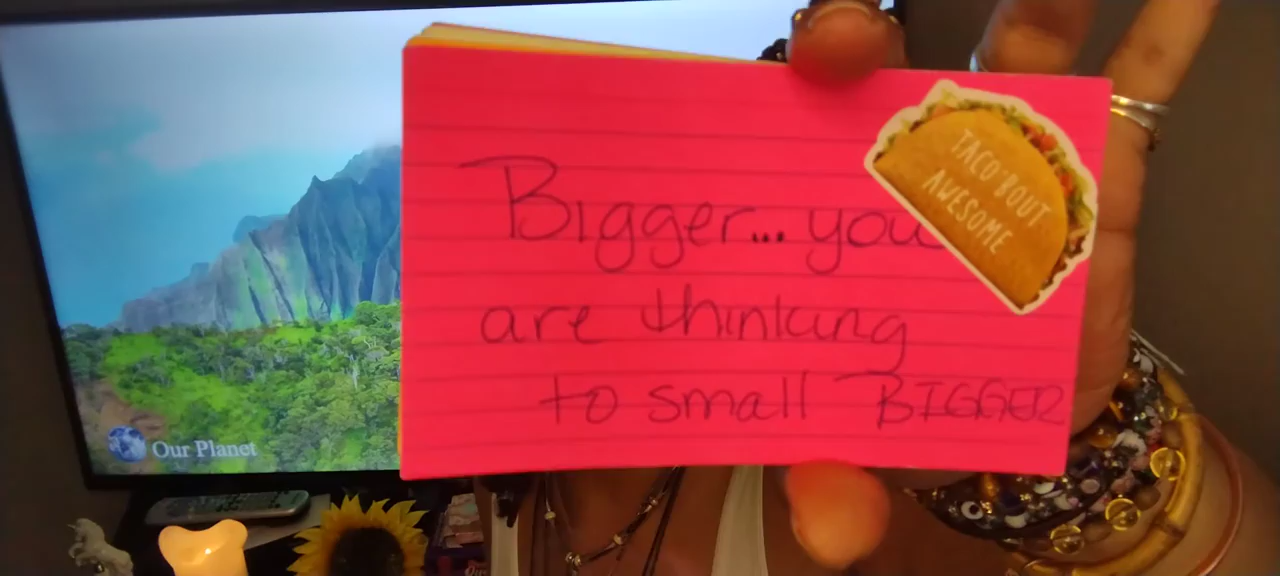 Bigger... you
are thinking
to small BIGGER
TACO'BOUT
AWESOME
Our Planet